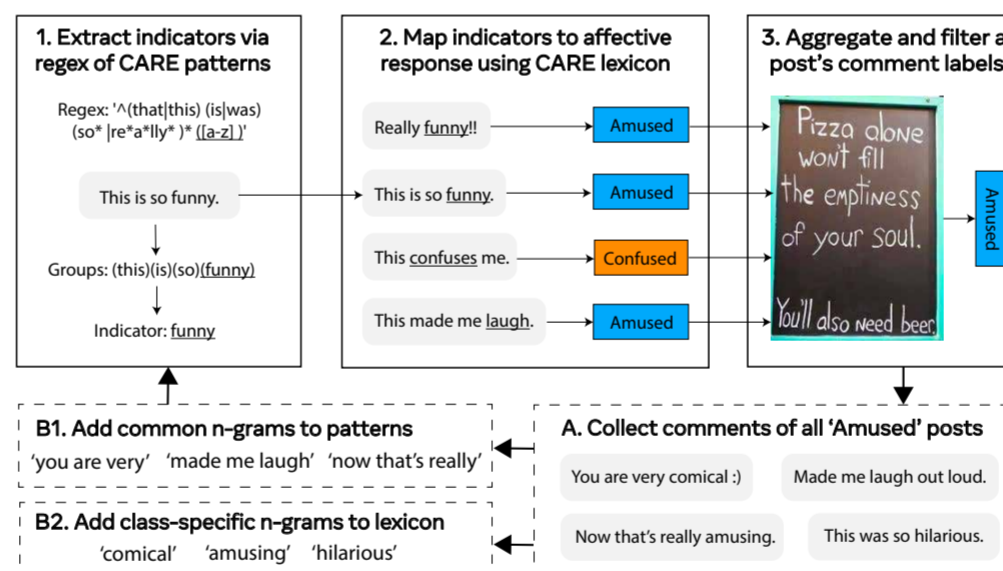 1. Extract indicators via
regex of CARE patterns
Regex: '^(that|this) (is|was)
(so* |re*a*lly* )* ([a-z] )'
This is so funny.
Groups: (this)(is)(so)(funny)
Indicator: funny
2. Map indicators to affective
response using CARE lexicon
Really funny!!
Amused
This is so funny.
Amused
This confuses me.
Confused
This made me laugh.
Amused
3. Aggregate and filter a
post's comment labels
Pizza alone
won't fill
the emptiness
of your soul.
You'll also need beer.
Amused
B1. Add common n-grams to patterns
'you are very' 'made me laugh' 'now that's really'
B2. Add class-specific n-grams to lexicon
'comical' 'amusing' 'hilarious'
A. Collect comments of all 'Amused' posts
You are very comical :)
Made me laugh out loud.
Now that's really amusing.
This was so hilarious.